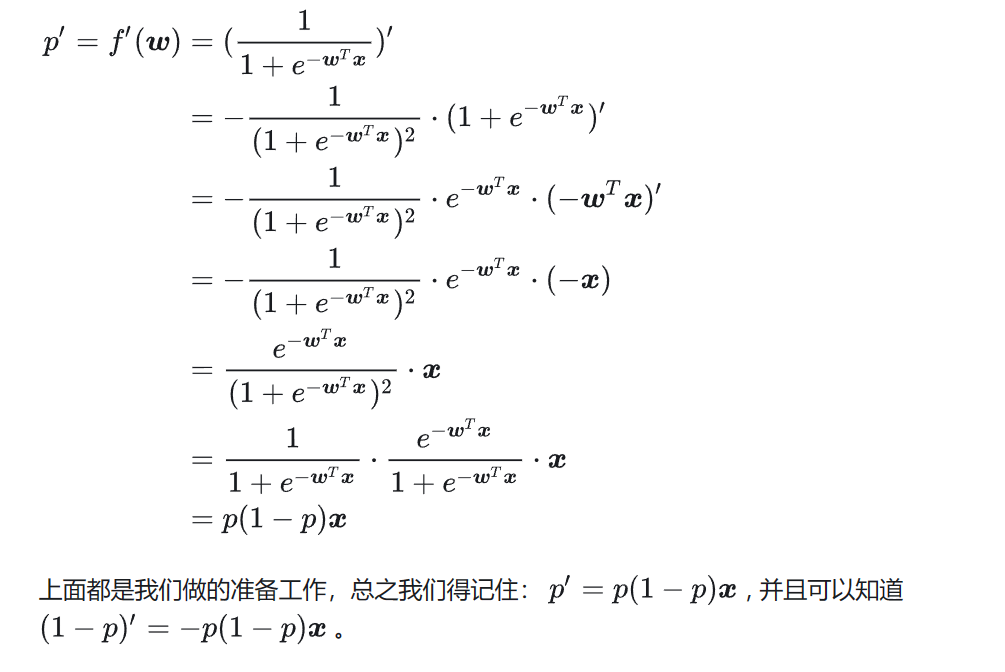 $p' = f'(\boldsymbol{w}) = (\frac{1}{1+e^{-\boldsymbol{w}^T\boldsymbol{x}}})'$
$= -\frac{1}{(1+e^{-\boldsymbol{w}^T\boldsymbol{x}})^2} \cdot (1+e^{-\boldsymbol{w}^T\boldsymbol{x}})'$
$= -\frac{1}{(1+e^{-\boldsymbol{w}^T\boldsymbol{x}})^2} \cdot e^{-\boldsymbol{w}^T\boldsymbol{x}} \cdot (-\boldsymbol{w}^T\boldsymbol{x})'$
$= -\frac{1}{(1+e^{-\boldsymbol{w}^T\boldsymbol{x}})^2} \cdot e^{-\boldsymbol{w}^T\boldsymbol{x}} \cdot (-\boldsymbol{x})$
$= \frac{e^{-\boldsymbol{w}^T\boldsymbol{x}}}{(1+e^{-\boldsymbol{w}^T\boldsymbol{x}})^2} \cdot \boldsymbol{x}$
$= \frac{1}{1+e^{-\boldsymbol{w}^T\boldsymbol{x}}} \cdot \frac{e^{-\boldsymbol{w}^T\boldsymbol{x}}}{1+e^{-\boldsymbol{w}^T\boldsymbol{x}}} \cdot \boldsymbol{x}$
$= p(1-p)\boldsymbol{x}$
上面都是我们做的准备工作，总之我们得记住： $p' = p(1-p)\boldsymbol{x}$ , 并且可以知道
$(1-p)' = -p(1-p)\boldsymbol{x}$ 。